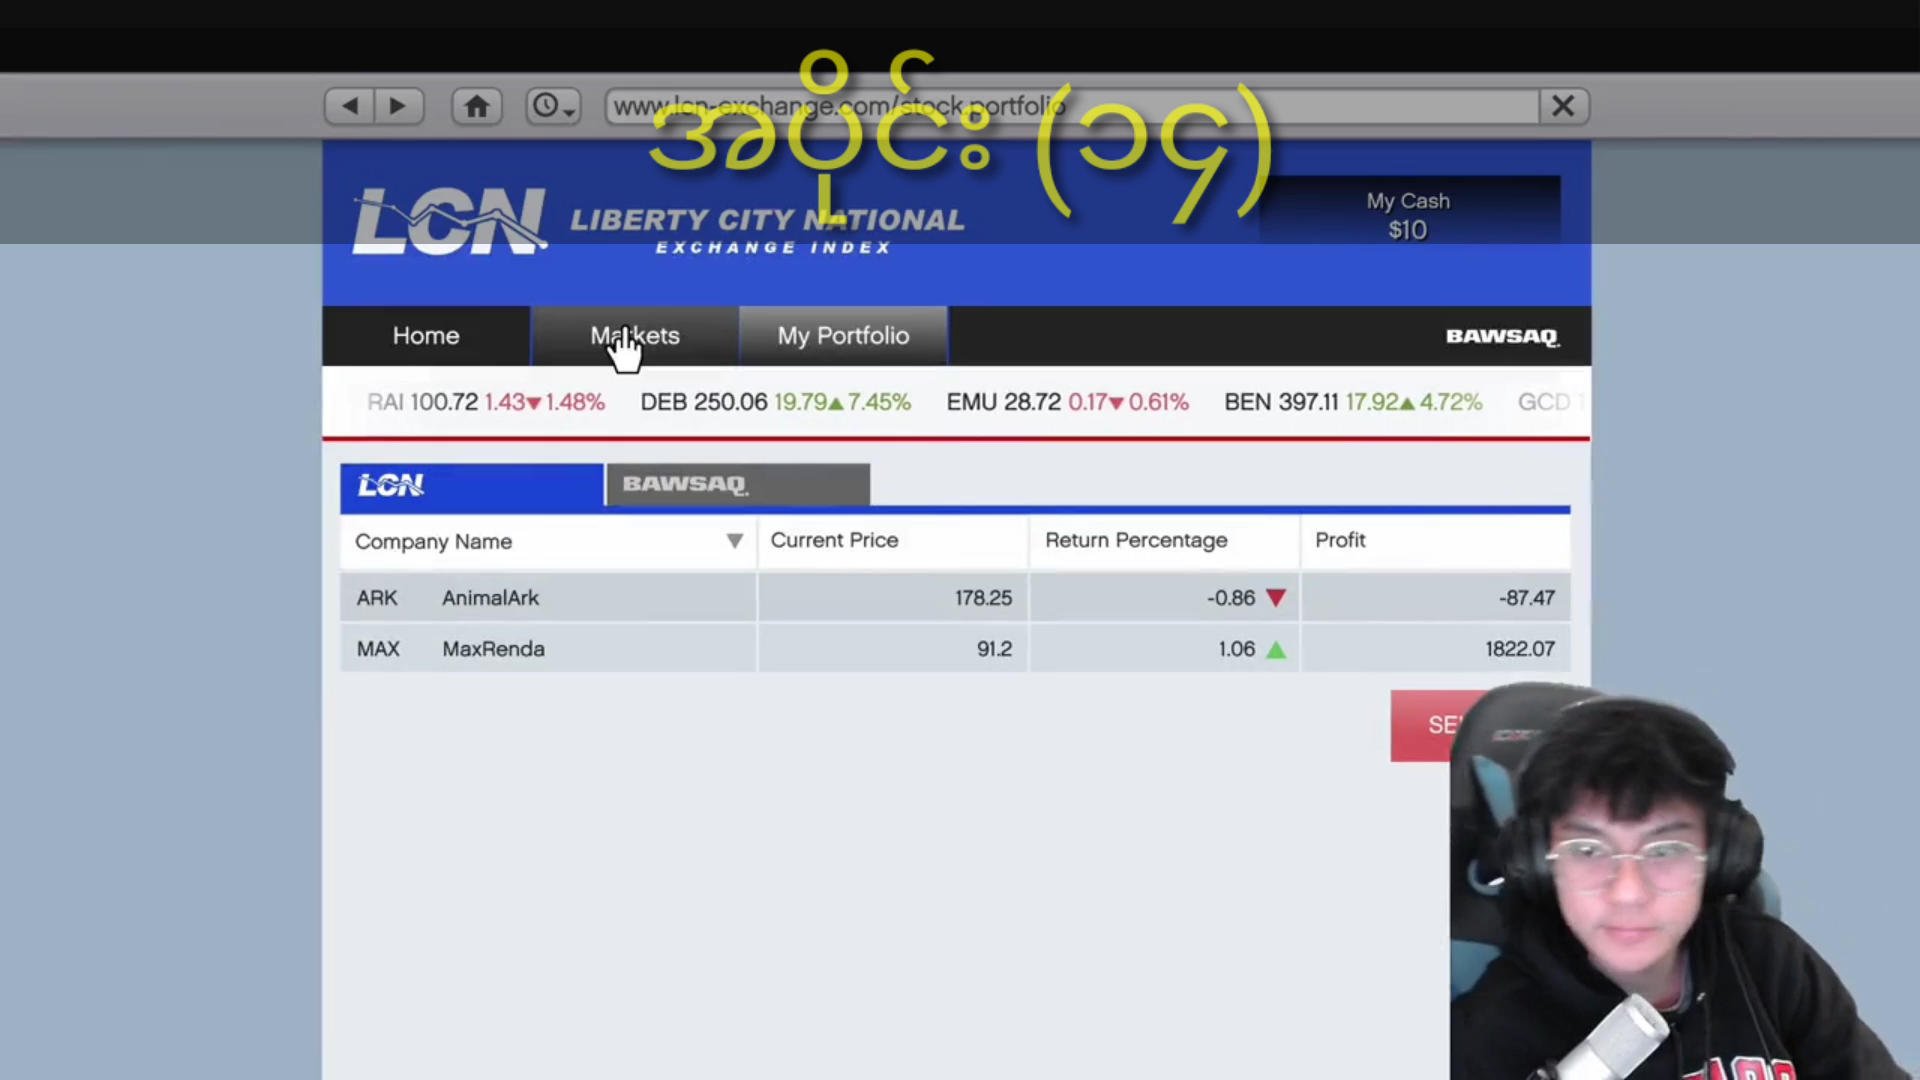 အပိုင်း (၁၄)
www.lcn-exchange.com/stock.portfolio
LCN LIBERTY CITY NATIONAL
EXCHANGE INDEX
My Cash
$10
Home Markets My Portfolio BAWSAQ
RAI 100.72 1.43▼1.48% DEB 250.06 19.79▲7.45% EMU 28.72 0.17▼0.61% BEN 397.11 17.92▲4.72% GCD
LCN BAWSAQ
Company Name Current Price Return Percentage Profit
ARK AnimalArk 178.25 -0.86 ▼ -87.47
MAX MaxRenda 91.2 1.06 ▲ 1822.07